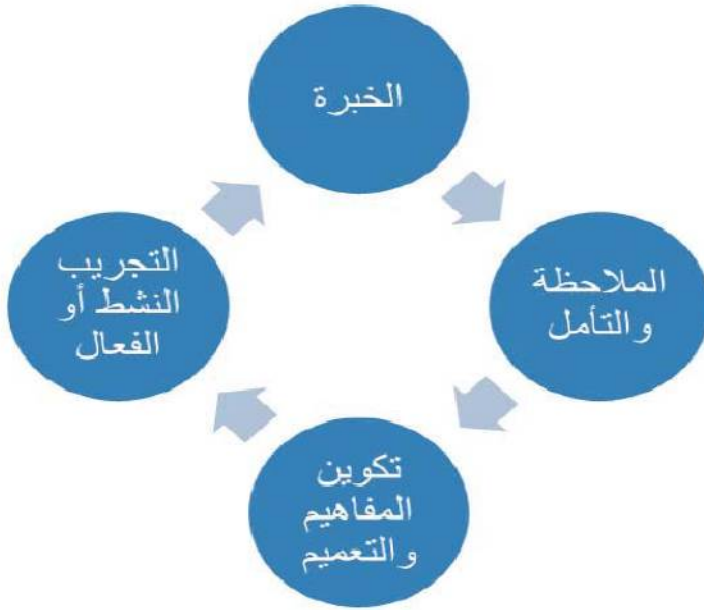 الخبرة
الملاحظة
والتأمل
تكوين
المفاهيم
والتعميم
التجريب
النشط أو
الفعال